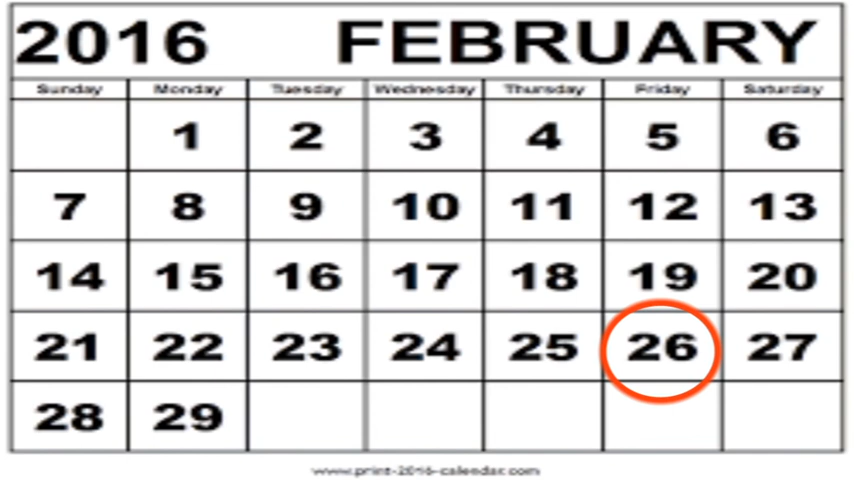 2016 FEBRUARY
Sunday Monday Tuesday Wednesday Thursday Friday Saturday
1 2 3 4 5 6
7 8 9 10 11 12 13
14 15 16 17 18 19 20
21 22 23 24 25 26 27
28 29
www.print-2016-calendar.com